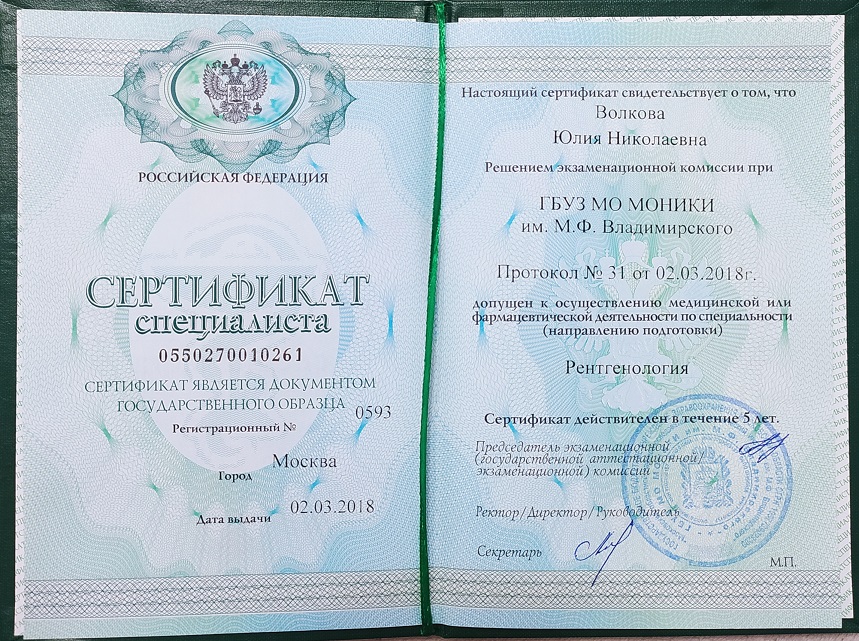 РОССИЙСКАЯ ФЕДЕРАЦИЯ
СЕРТИФИКАТ
специалиста
0550270010261
СЕРТИФИКАТ ЯВЛЯЕТСЯ ДОКУМЕНТОМ
ГОСУДАРСТВЕННОГО ОБРАЗЦА
Регистрационный № 0593
Город Москва
Дата выдачи 02.03.2018
Настоящий сертификат свидетельствует о том, что
Волкова
Юлия Николаевна
Решением экзаменационной комиссии при
ГБУЗ МО МОНИКИ
им. М.Ф. Владимирского
Протокол № 31 от 02.03.2018г.
допущен к осуществлению медицинской или
фармацевтической деятельности по специальности
(направлению подготовки)
Рентгенология
Сертификат действителен в течение 5 лет.
Председатель экзаменационной
(государственной аттестационной)
экзаменационной) комиссии
Ректор/Директор/Руководитель
Секретарь
М.П.